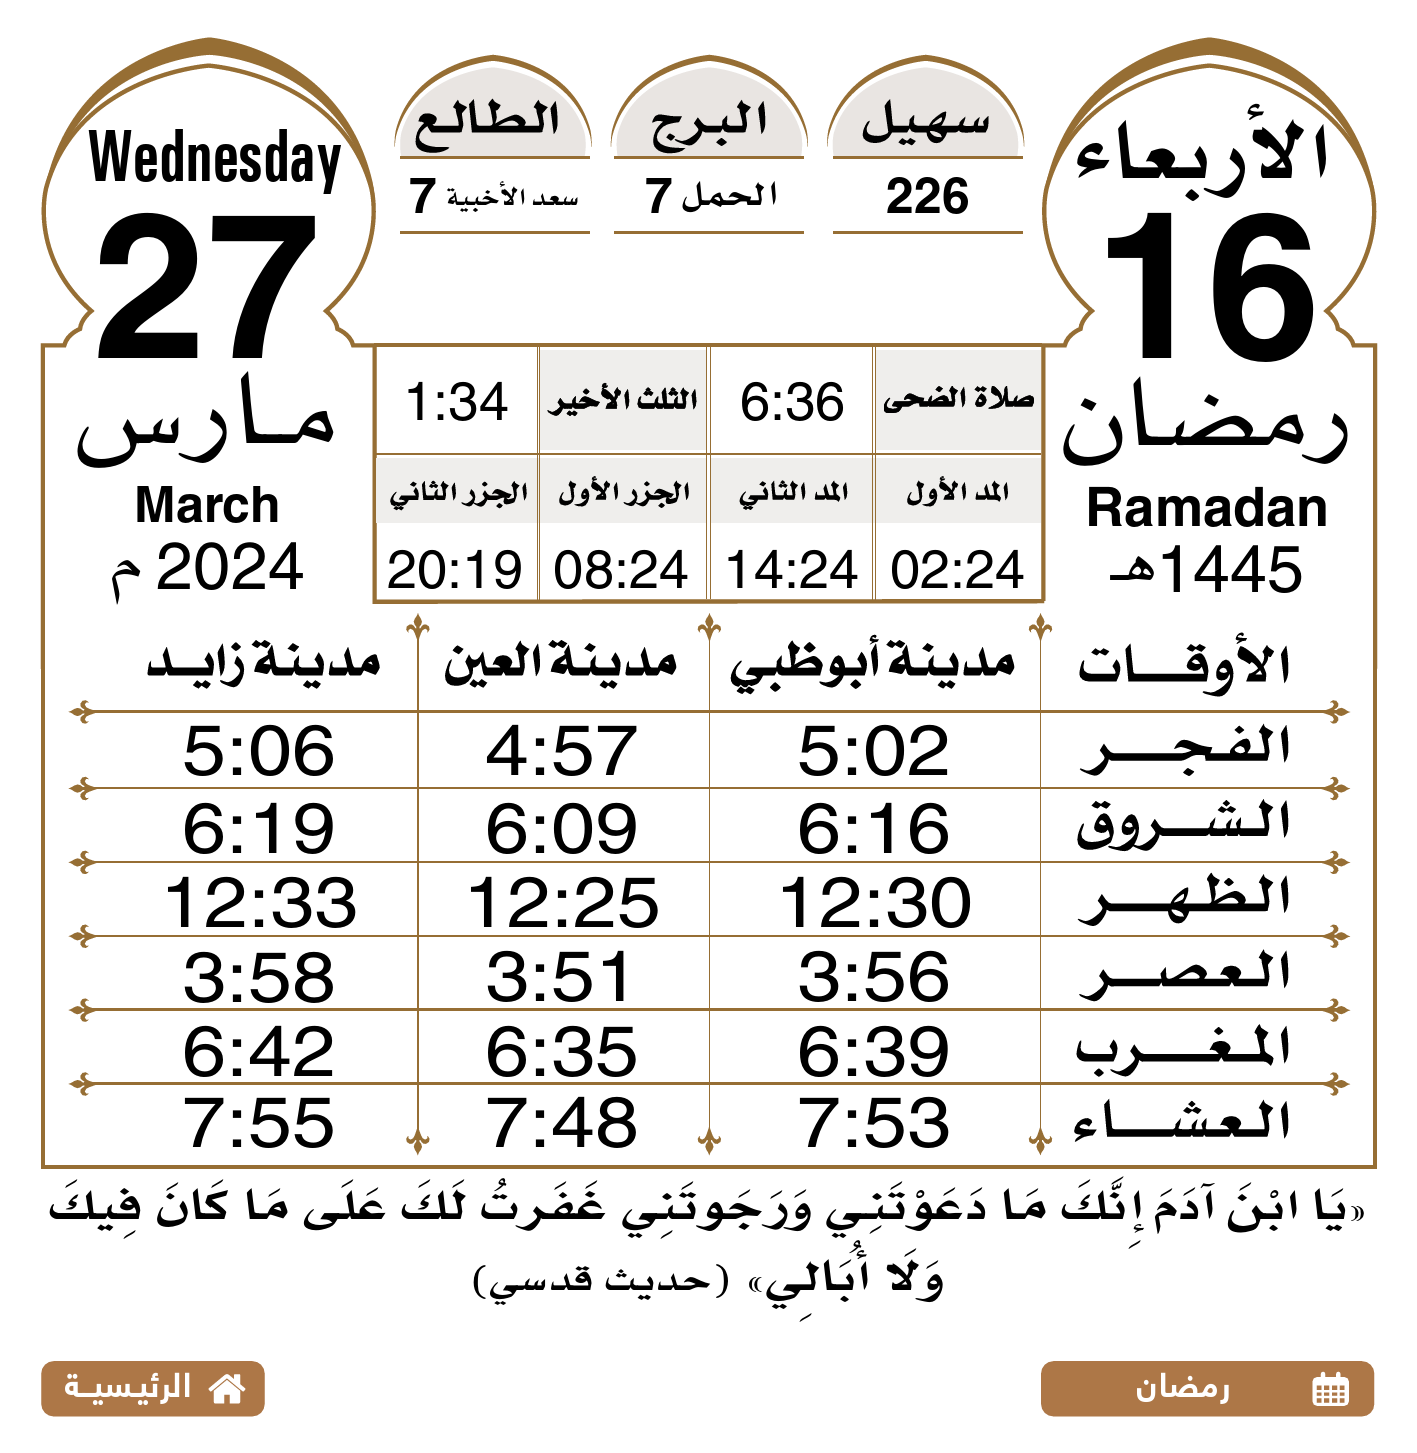 الأربعاء
16
رمضان
Ramadan
1445هـ
سهيل
226
البرج
الحمل 7
الطالع
سعد الأخبية 7
Wednesday
27
مارس
March
2024 م
صلاة الضحى 6:36 الثلث الأخير 1:34
المد الأول المد الثاني الجزر الأول الجزر الثاني
02:24 14:24 08:24 20:19
الأوقات مدينة أبوظبي مدينة العين مدينة زايد
الفجر 5:02 4:57 5:06
الشروق 6:16 6:09 6:19
الظهر 12:30 12:25 12:33
العصر 3:56 3:51 3:58
المغرب 6:39 6:35 6:42
العشاء 7:53 7:48 7:55
«يَا ابْنَ آدَمَ إِنَّكَ مَا دَعَوْتَنِي وَرَجَوتَنِي غَفَرتُ لَكَ عَلَى مَا كَانَ فِيكَ
وَلَا أُبَالِي» (حديث قدسي)
رمضان
الرئيسية